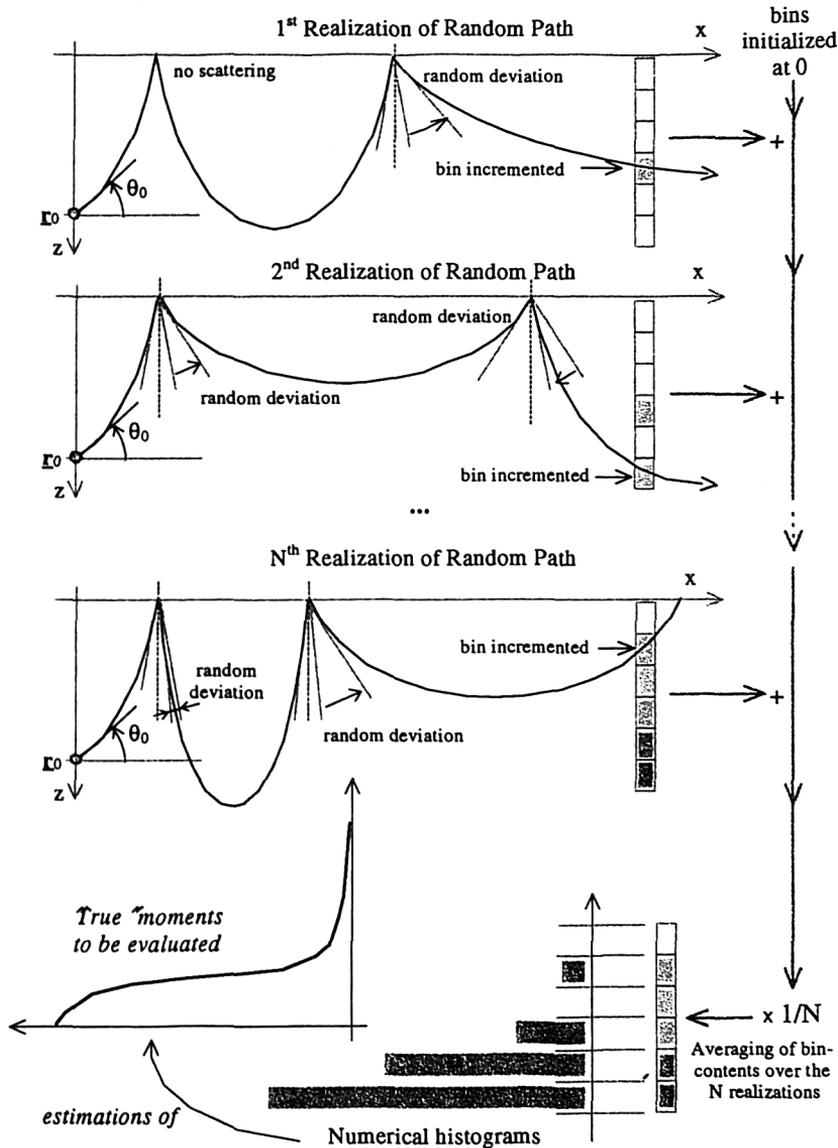 1st Realization of Random Path
x
bins
initialized
at 0
no scattering
random deviation
+
bin incremented
θ0
r0
z
2nd Realization of Random Path
x
random deviation
random deviation
+
θ0
r0
bin incremented
z
...
Nth Realization of Random Path
x
bin incremented
random
deviation
+
θ0
random deviation
r0
z
"True "moments
to be evaluated
x 1/N
Averaging of bin-
contents over the
N realizations
estimations of
Numerical histograms